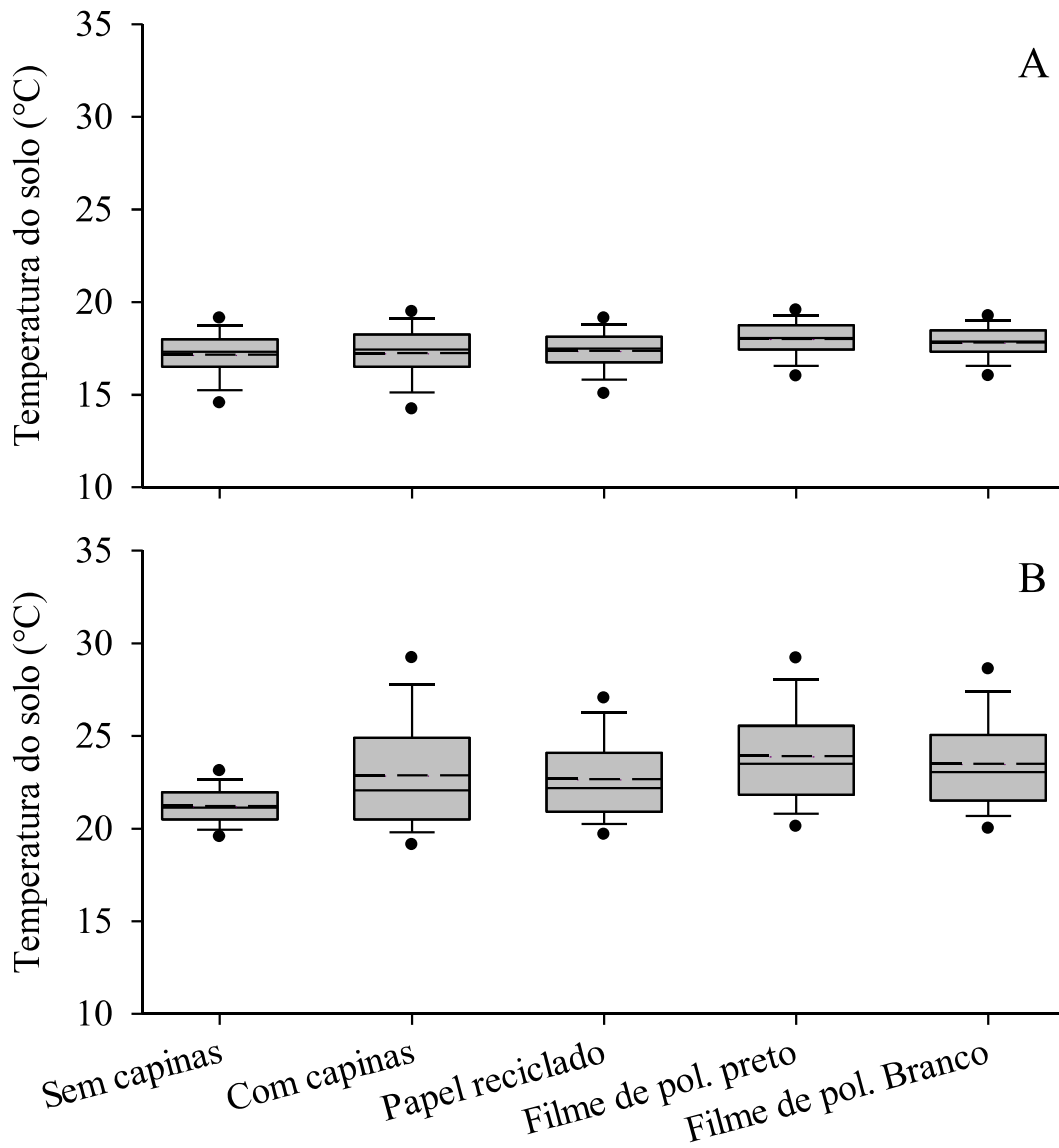 A
Temperatura do solo (°C)
35
30
25
20
15
10
B
Temperatura do solo (°C)
35
30
25
20
15
10
Sem capinas
Com capinas
Papel reciclado
Filme de pol. preto
Filme de pol. Branco